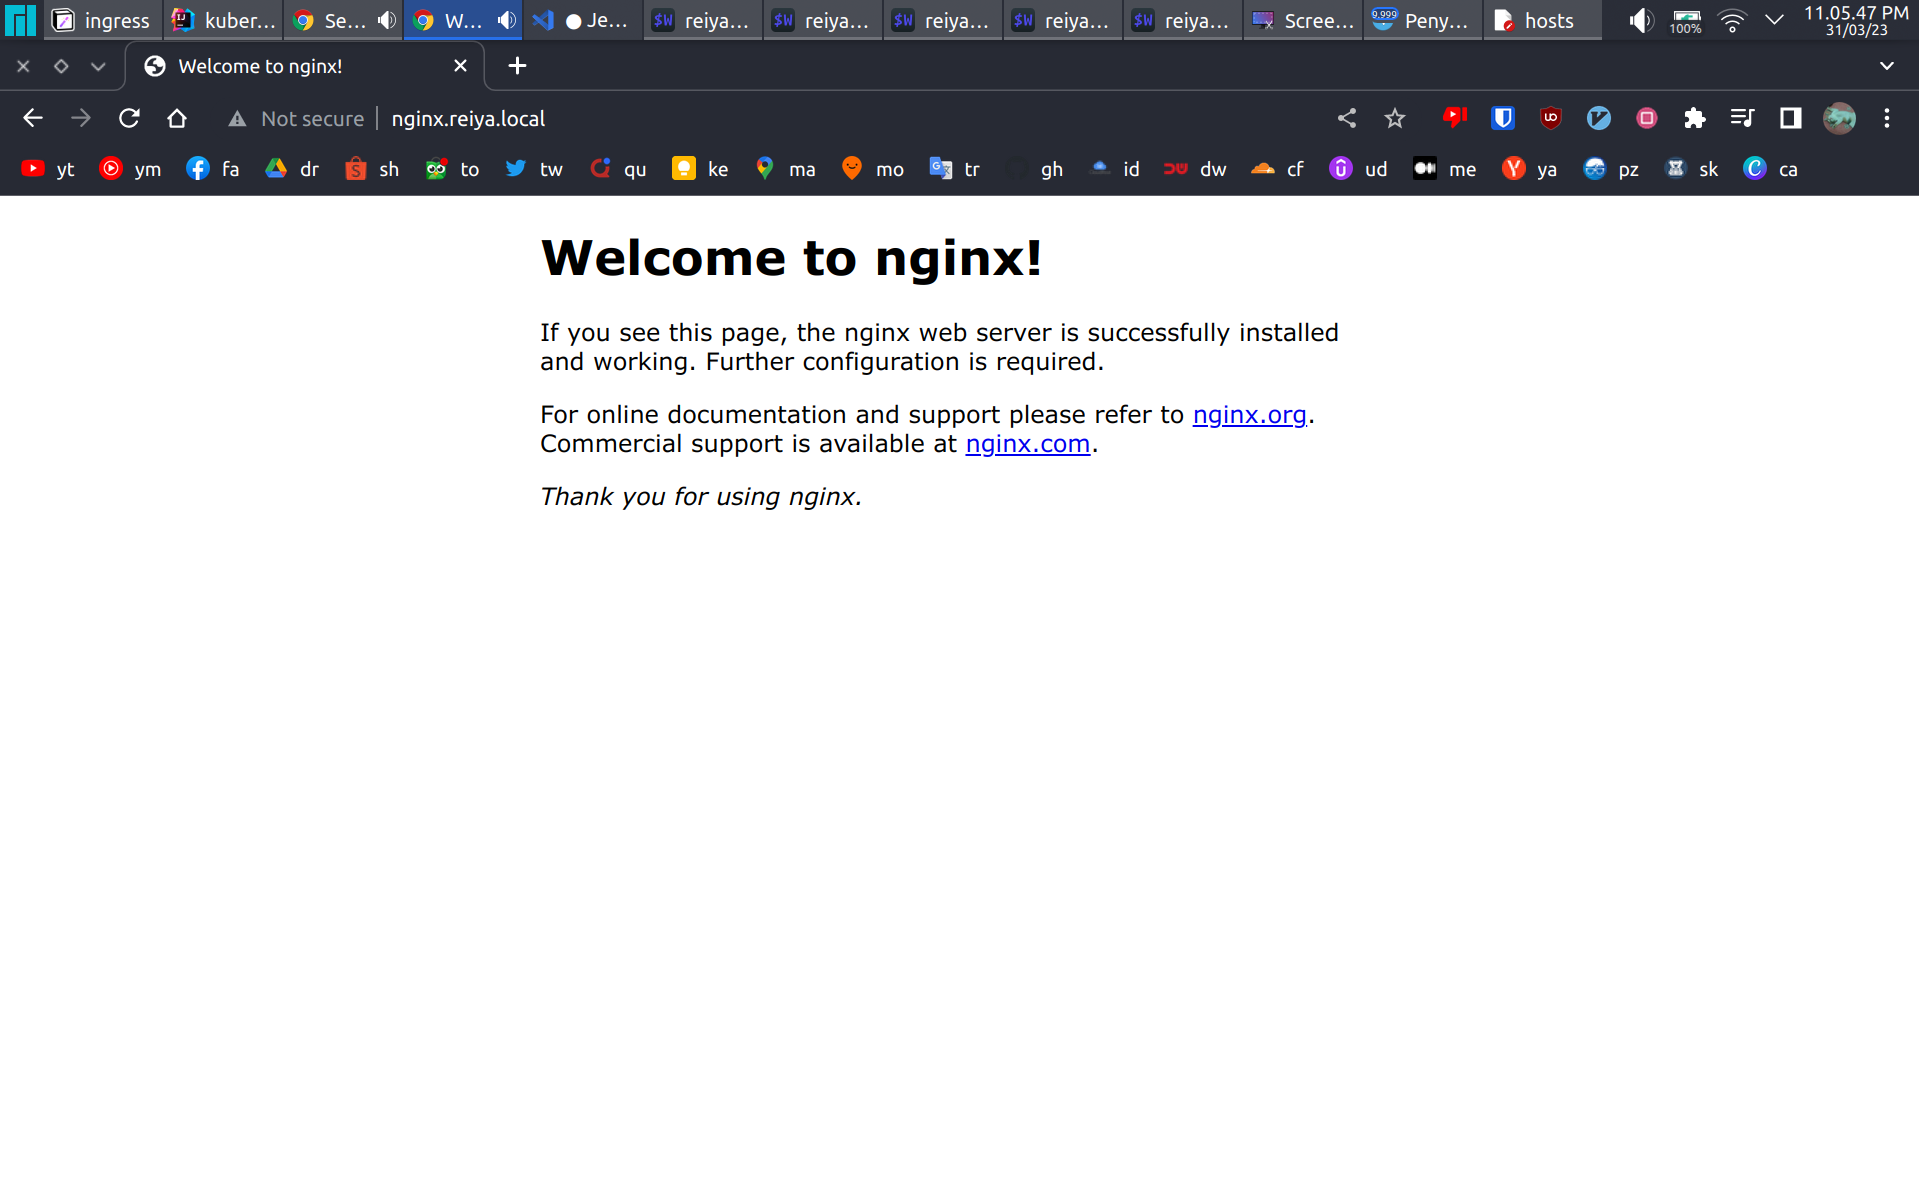 ingress kuber... Se... W... Je... reiya... reiya... reiya... reiya... reiya... Scree... Peny... hosts 100% 11.05.47 PM
31/03/23
Welcome to nginx!
Not secure nginx.reiya.local
yt ym fa dr sh to tw qu ke ma mo tr gh id dw cf ud me ya pz sk ca
Welcome to nginx!
If you see this page, the nginx web server is successfully installed
and working. Further configuration is required.
For online documentation and support please refer to nginx.org.
Commercial support is available at nginx.com.
Thank you for using nginx.